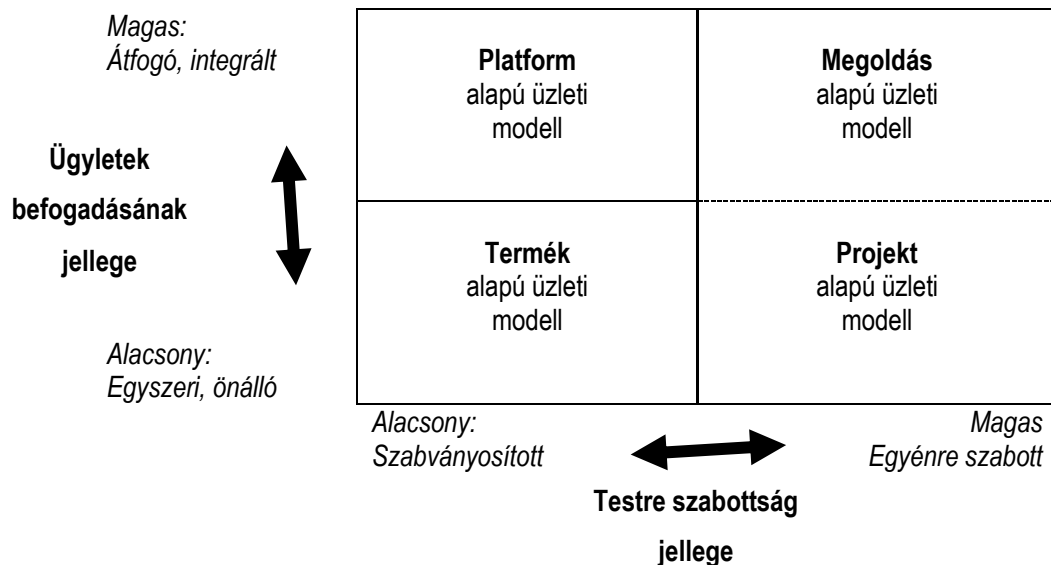 Magas:
Átfogó, integrált
Platform
alapú üzleti
modell
Megoldás
alapú üzleti
modell
Ügyletek
befogadásának
jellege
Termék
alapú üzleti
modell
Projekt
alapú üzleti
modell
Alacsony:
Egyszeri, önálló
Alacsony:
Szabványosított
Magas
Egyénre szabott
Testre szabottság
jellege